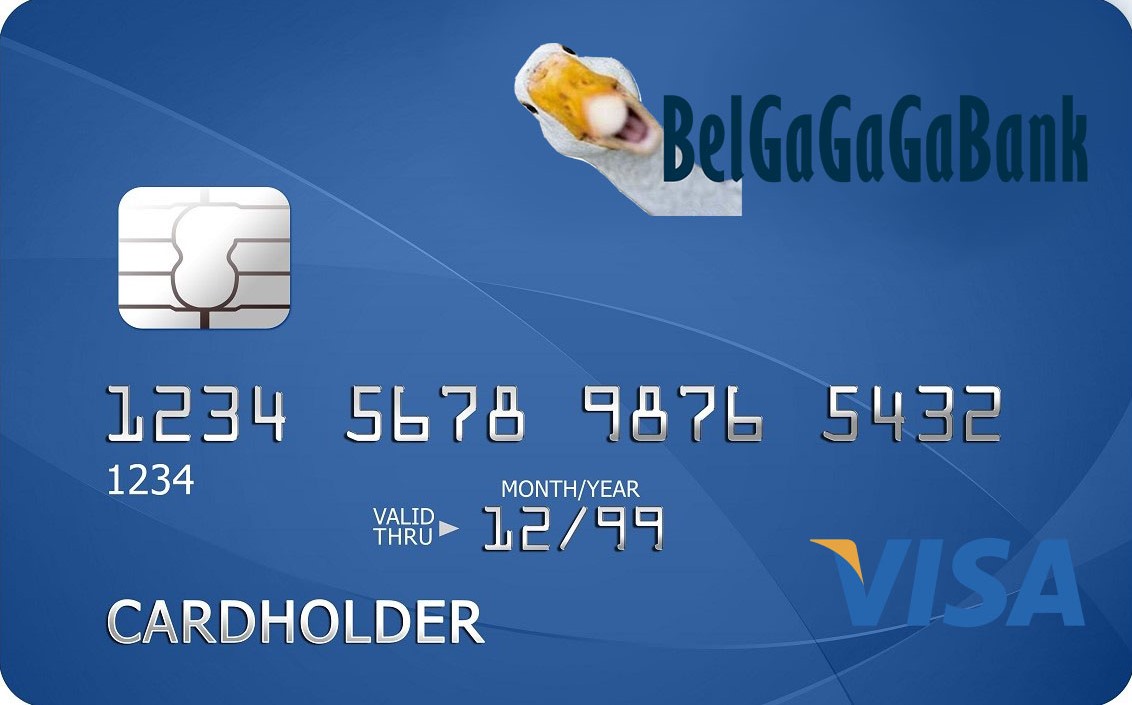 BelGaGaGaBank
1234 5678 9876 5432
1234
MONTH/YEAR
VALID
THRU
12/99
CARDHOLDER
VISA